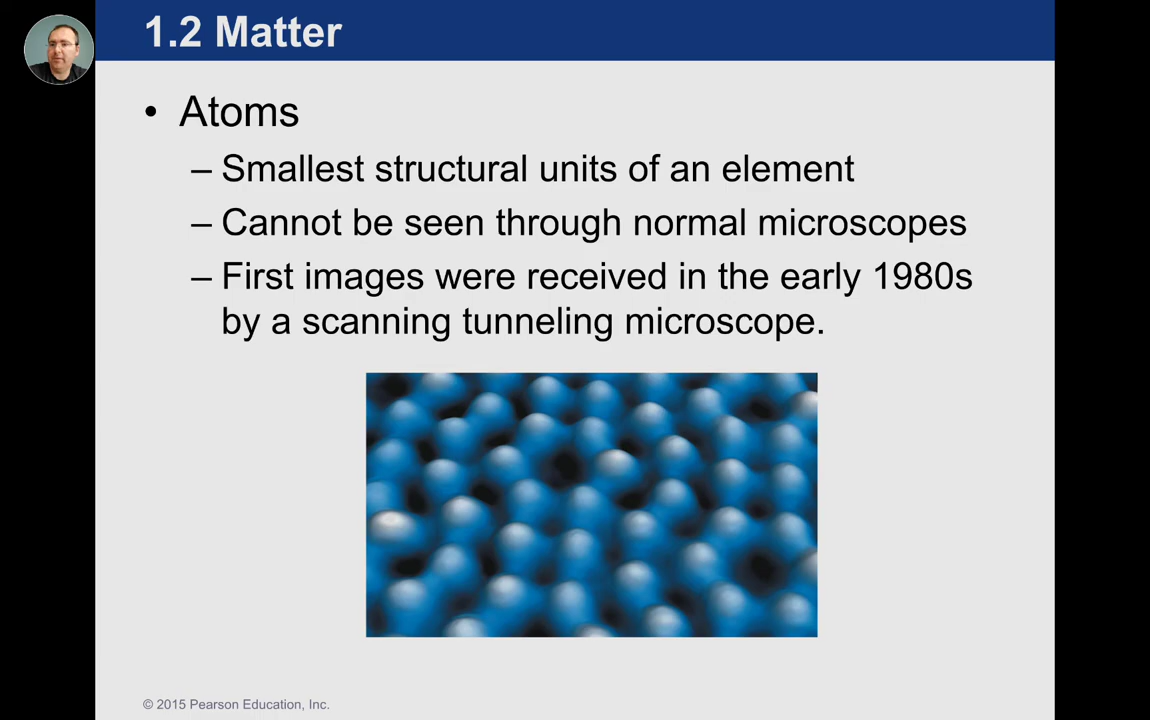 1.2 Matter
• Atoms
– Smallest structural units of an element
– Cannot be seen through normal microscopes
– First images were received in the early 1980s
by a scanning tunneling microscope.
© 2015 Pearson Education, Inc.